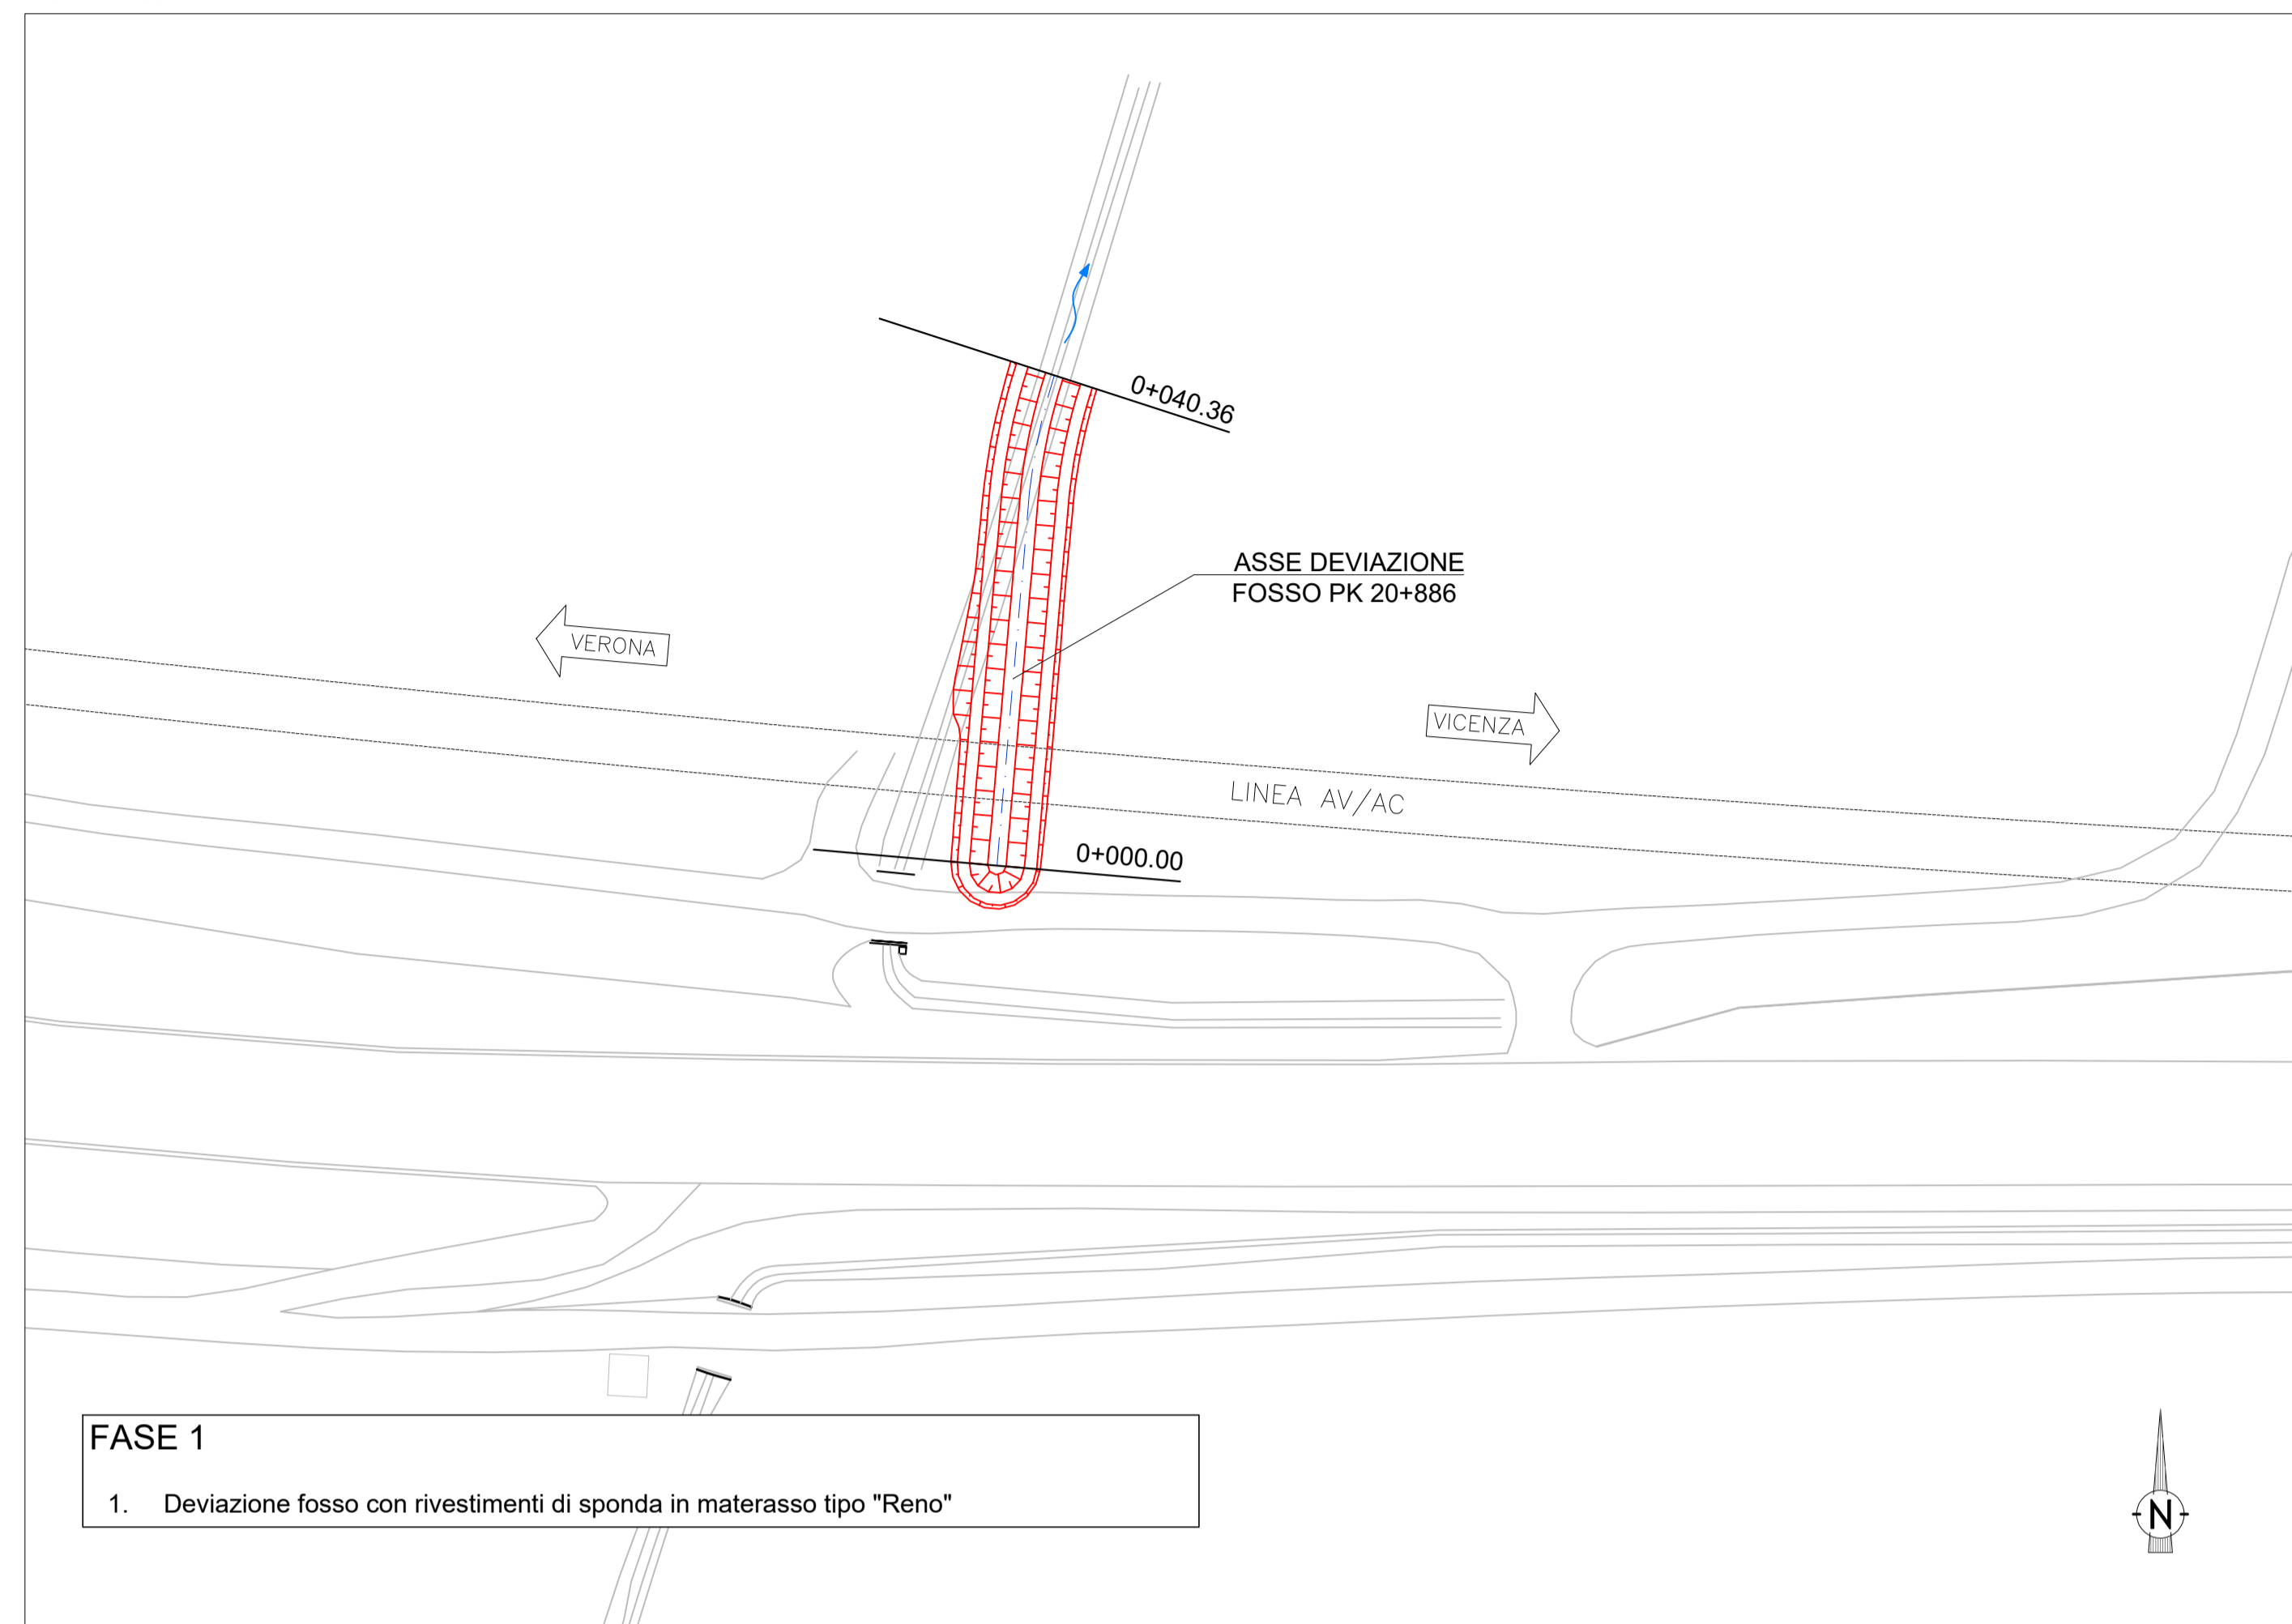 0+040.36
ASSE DEVIAZIONE
FOSSO PK 20+886
VERONA
VICENZA
LINEA AV/AC
0+000.00
FASE 1
1. Deviazione fosso con rivestimenti di sponda in materasso tipo "Reno"
N